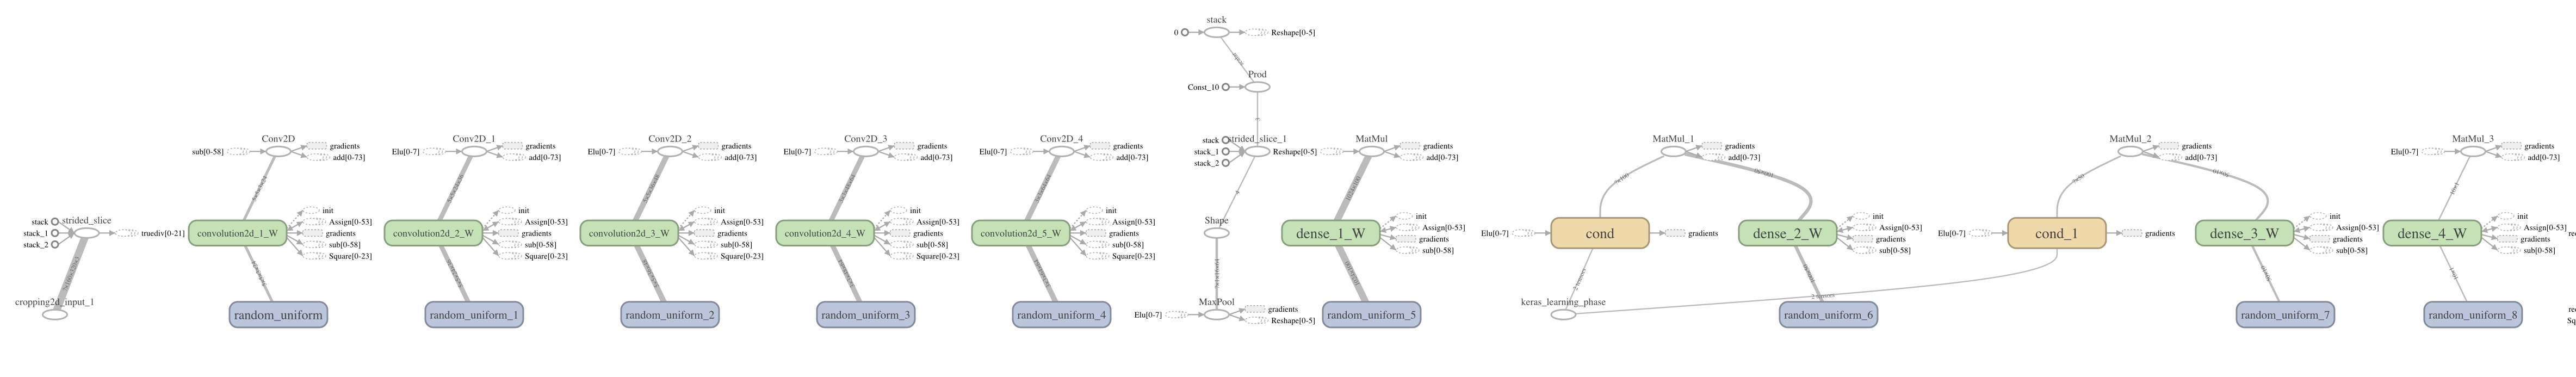 stack
0
Reshape[0-5]
Prod
Const_10
Conv2D
sub[0-58]
gradients
add[0-73]
Conv2D_1
Elu[0-7]
gradients
add[0-73]
Conv2D_2
Elu[0-7]
gradients
add[0-73]
Conv2D_3
Elu[0-7]
gradients
add[0-73]
Conv2D_4
Elu[0-7]
gradients
add[0-73]
strided_slice_1
stack
stack_1
stack_2
MatMul
Reshape[0-5]
gradients
add[0-73]
MatMul_1
gradients
add[0-73]
MatMul_2
gradients
add[0-73]
MatMul_3
Elu[0-7]
gradients
add[0-73]
strided_slice
stack
stack_1
stack_2
truediv[0-21]
convolution2d_1_W
init
Assign[0-53]
gradients
sub[0-58]
Square[0-23]
convolution2d_2_W
init
Assign[0-53]
gradients
sub[0-58]
Square[0-23]
convolution2d_3_W
init
Assign[0-53]
gradients
sub[0-58]
Square[0-23]
convolution2d_4_W
init
Assign[0-53]
gradients
sub[0-58]
Square[0-23]
convolution2d_5_W
init
Assign[0-53]
gradients
sub[0-58]
Square[0-23]
Shape
dense_1_W
init
Assign[0-53]
gradients
sub[0-58]
Elu[0-7]
cond
gradients
dense_2_W
init
Assign[0-53]
gradients
sub[0-58]
Elu[0-7]
cond_1
gradients
dense_3_W
init
Assign[0-53]
gradients
sub[0-58]
dense_4_W
init
Assign[0-53]
gradients
sub[0-58]
cropping2d_input_1
random_uniform
random_uniform_1
random_uniform_2
random_uniform_3
random_uniform_4
MaxPool
Elu[0-7]
gradients
Reshape[0-5]
random_uniform_5
keras_learning_phase
2 tensors
2 tensors
random_uniform_6
random_uniform_7
random_uniform_8